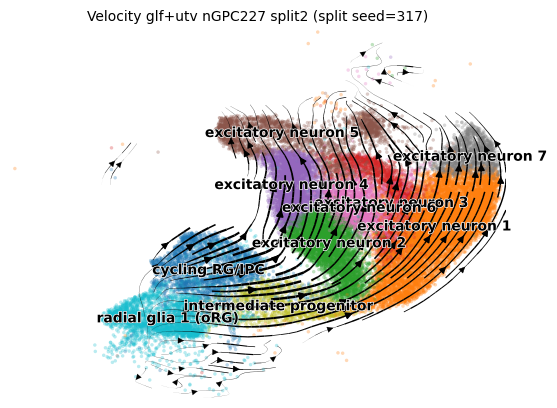 Velocity glf+utv nGPC227 split2 (split seed=317)
excitatory neuron 5
excitatory neuron 7
excitatory neuron 4
excitatory neuron 3
excitatory neuron 6
excitatory neuron 1
excitatory neuron 2
cycling RG/IPC
intermediate progenitor
radial glia 1 (oRG)